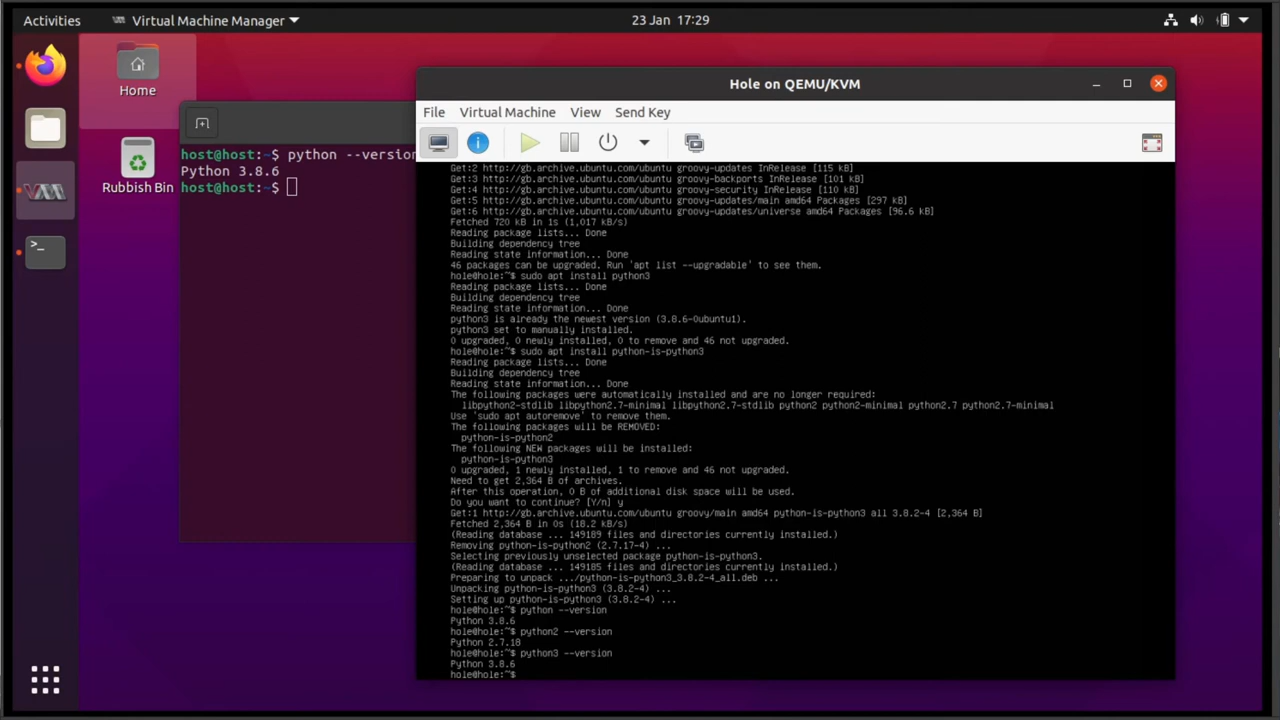 Activities
Virtual Machine Manager
23 Jan 17:29
Home
Rubbish Bin
host@host:~$ python --version
Python 3.8.6
host@host:~$
Hole on QEMU/KVM
File Virtual Machine View Send Key
Get:2 http://gb.archive.ubuntu.com/ubuntu groovy-updates InRelease [115 kB]
Get:3 http://gb.archive.ubuntu.com/ubuntu groovy-backports InRelease [101 kB]
Get:4 http://gb.archive.ubuntu.com/ubuntu groovy-security InRelease [110 kB]
Get:5 http://gb.archive.ubuntu.com/ubuntu groovy-updates/main amd64 Packages [297 kB]
Get:6 http://gb.archive.ubuntu.com/ubuntu groovy-updates/universe amd64 Packages [96.6 kB]
Fetched 720 kB in 1s (1,017 kB/s)
Reading package lists... Done
Building dependency tree
Reading state information... Done
46 packages can be upgraded. Run 'apt list --upgradable' to see them.
hole@hole:~$ sudo apt install python3
Reading package lists... Done
Building dependency tree
Reading state information... Done
python3 is already the newest version (3.8.6-0ubuntu1).
python3 set to manually installed.
0 upgraded, 0 newly installed, 0 to remove and 46 not upgraded.
hole@hole:~$ sudo apt install python-is-python3
Reading package lists... Done
Building dependency tree
Reading state information... Done
The following packages were automatically installed and are no longer required:
libpython2-stdlib libpython2.7-minimal libpython2.7-stdlib python2 python2-minimal python2.7 python2.7-minimal
Use 'sudo apt autoremove' to remove them.
The following packages will be REMOVED:
python-is-python2
The following NEW packages will be installed:
python-is-python3
0 upgraded, 1 newly installed, 1 to remove and 46 not upgraded.
Need to get 2,364 B of archives.
After this operation, 0 B of additional disk space will be used.
Do you want to continue? [Y/n] y
Get:1 http://gb.archive.ubuntu.com/ubuntu groovy/main amd64 python-is-python3 all 3.8.2-4 [2,364 B]
Fetched 2,364 B in 0s (18.2 kB/s)
(Reading database ... 149189 files and directories currently installed.)
Removing python-is-python2 (2.7.17-4) ...
Selecting previously unselected package python-is-python3.
(Reading database ... 149185 files and directories currently installed.)
Preparing to unpack .../python-is-python3_3.8.2-4_all.deb ...
Unpacking python-is-python3 (3.8.2-4) ...
Setting up python-is-python3 (3.8.2-4) ...
hole@hole:~$ python --version
Python 3.8.6
hole@hole:~$ python2 --version
Python 2.7.18
hole@hole:~$ python3 --version
Python 3.8.6
hole@hole:~$